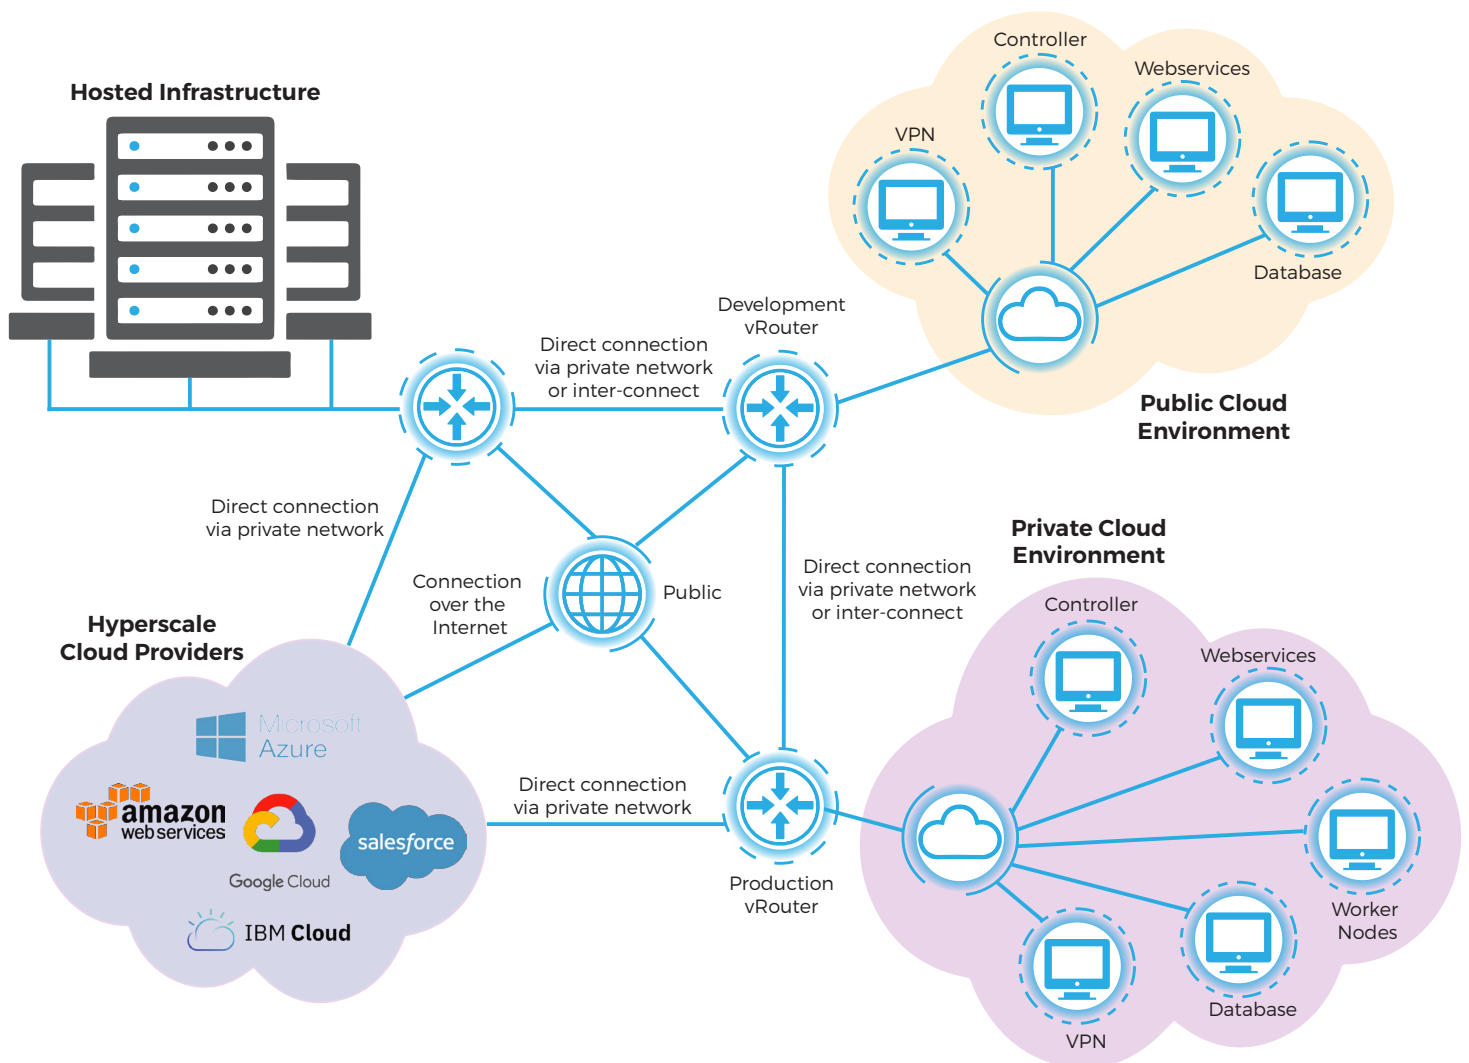 Controller
Webservices
VPN
Database
Hosted Infrastructure
Development
vRouter
Direct connection
via private network
or inter-connect
Public Cloud
Environment
Direct connection
via private network
Connection
over the
Internet
Public
Direct connection
via private network
or inter-connect
Private Cloud
Environment
Controller
Webservices
Worker
Nodes
Database
VPN
Hyperscale
Cloud Providers
Microsoft
Azure
amazon
web services
Google Cloud
salesforce
IBM Cloud
Direct connection
via private network
Production
vRouter